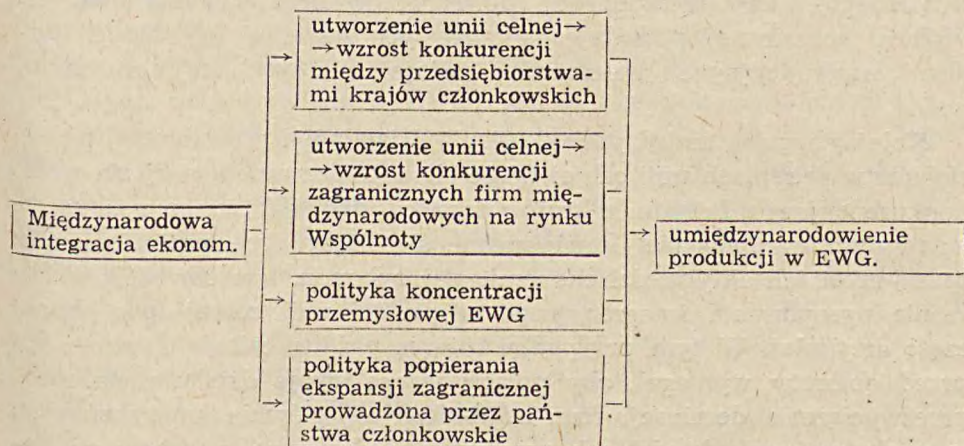 utworzenie unii celnej→
→wzrost konkurencji
między przedsiębiorstwa-
mi krajów członkowskich
utworzenie unii celnej→
→wzrost konkurencji
zagranicznych firm mię-
dzynarodowych na rynku
Wspólnoty
Międzynarodowa
integracja ekonom.
umiędzynarodowienie
produkcji w EWG.
polityka koncentracji
przemysłowej EWG
polityka popierania
ekspansji zagranicznej
prowadzona przez pań-
stwa członkowskie